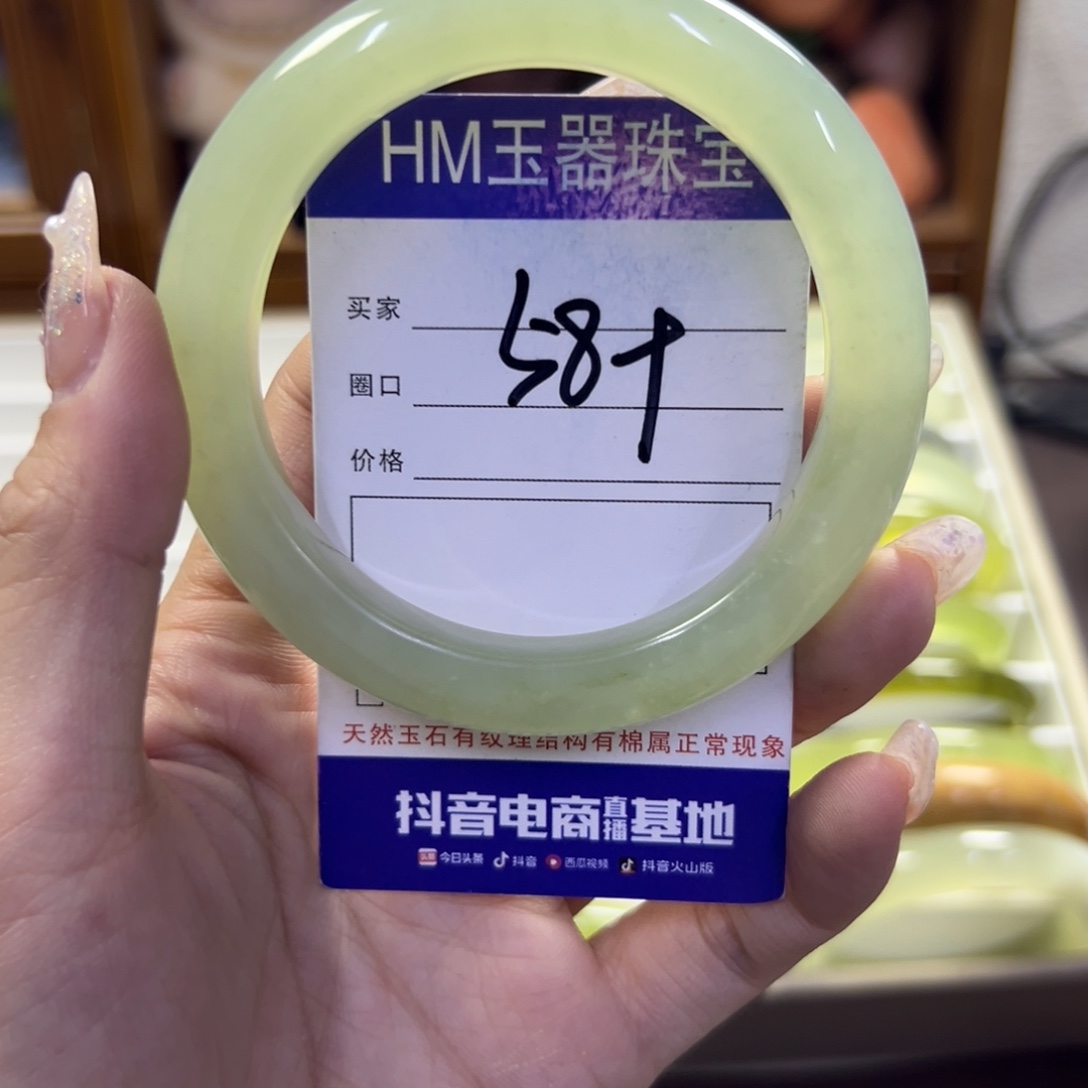 HM玉器珠宝
买家
圈口
58+
价格
天然玉石有纹理结构有棉属正常现象
抖音电商直播基地
头条 今日头条 抖音 西瓜视频 抖音火山版